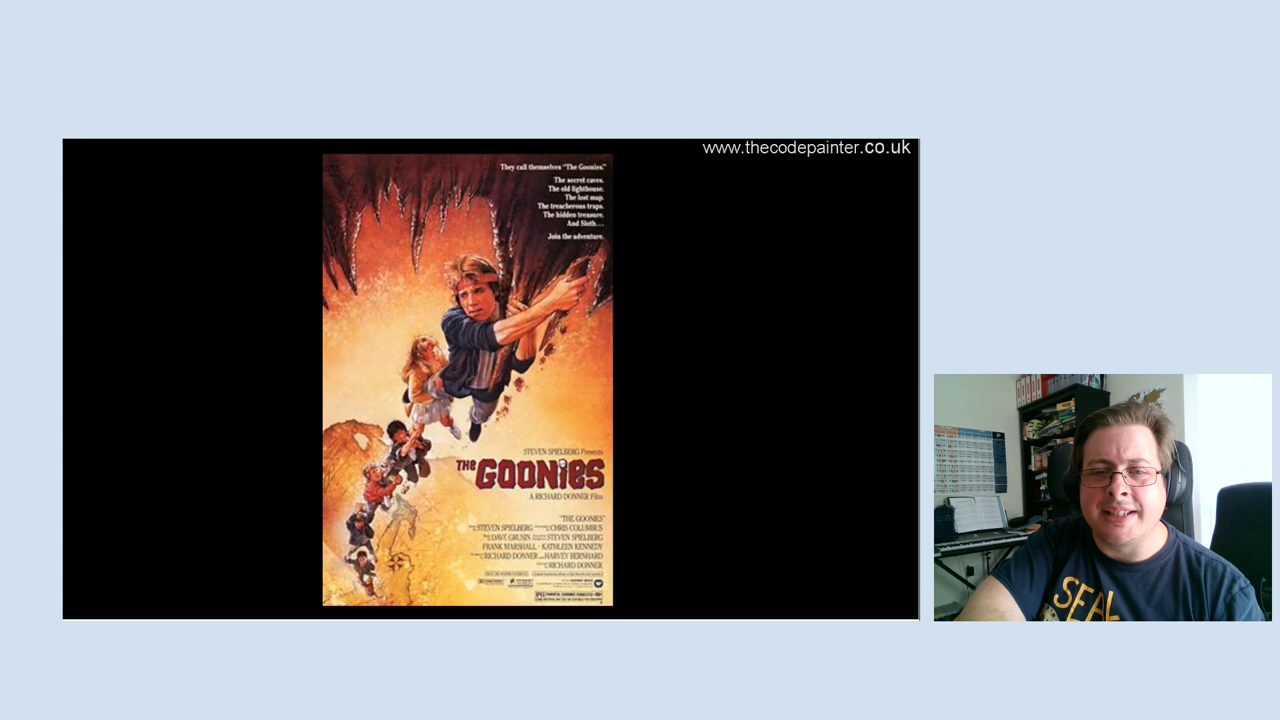 www.thecodepainter.co.uk
They call themselves "The Goonies."
The secret caves.
The old lighthouse.
The lost map.
The treacherous traps.
The hidden treasure.
And Sloth...
Join the adventure.
STEVEN SPIELBERG Presents
THE GOONIES
A RICHARD DONNER Film
"THE GOONIES"
STEVEN SPIELBERG CHRIS COLUMBUS
DAVE GRUSIN STEVEN SPIELBERG
FRANK MARSHALL · KATHLEEN KENNEDY
RICHARD DONNER and HARVEY BERNHARD
RICHARD DONNER
PG
SEAL